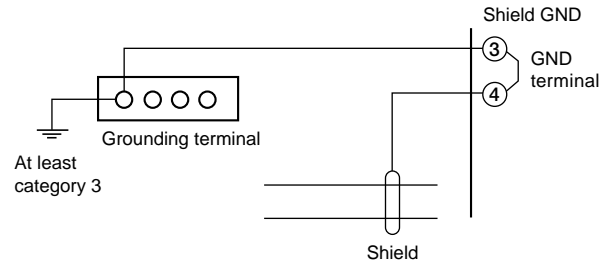 Shield GND
3
GND
terminal
4
Grounding terminal
At least
category 3
Shield